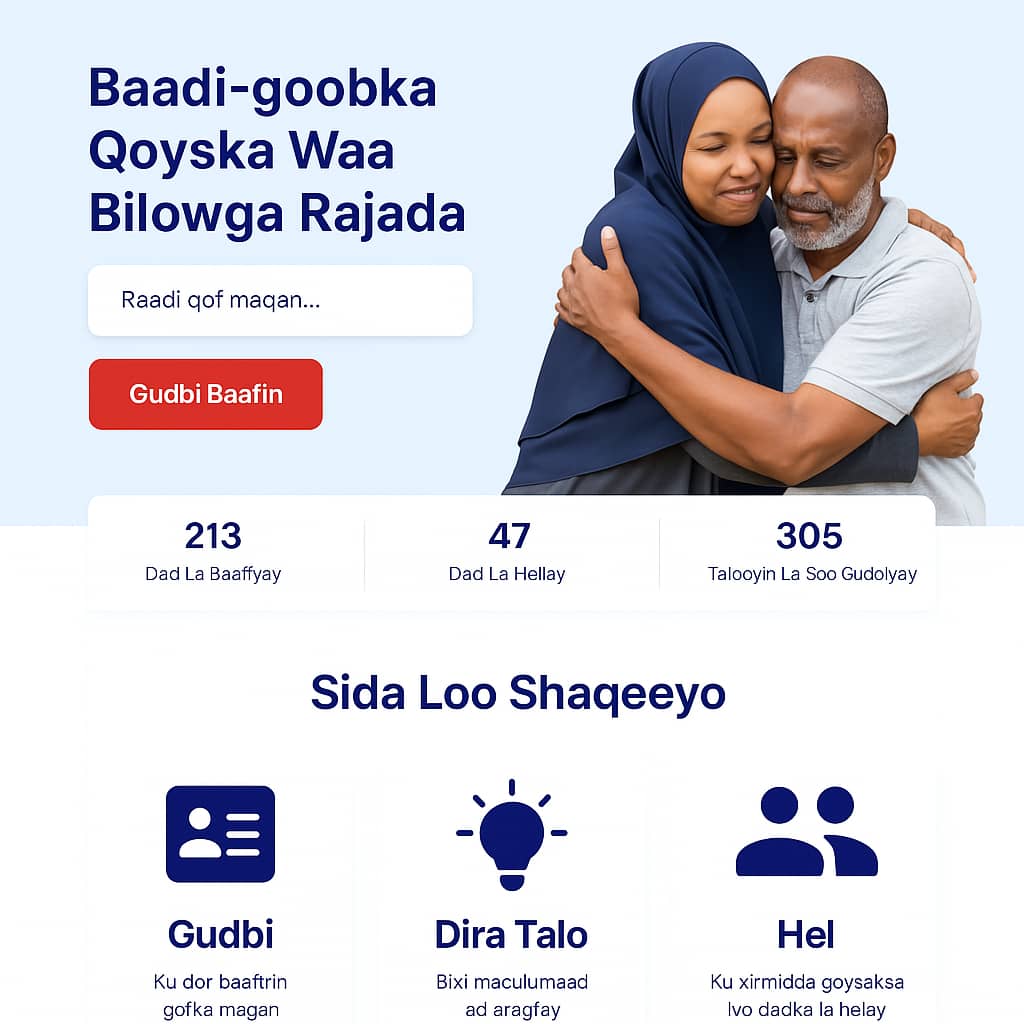 Baadi-goobka
Qoyska Waa
Bilowga Rajada
Raadi qof maqan...
Gudbi Baafin
213
Dad La Baaffyay
47
Dad La Hellay
305
Talooyin La Soo Gudolyay
Sida Loo Shaqeeyo
Gudbi
Ku dor baaftrin
gofka magan
Dira Talo
Bixi maculumaad
ad aragfay
Hel
Ku xirmidda goysaksa
lvo dadka la helay